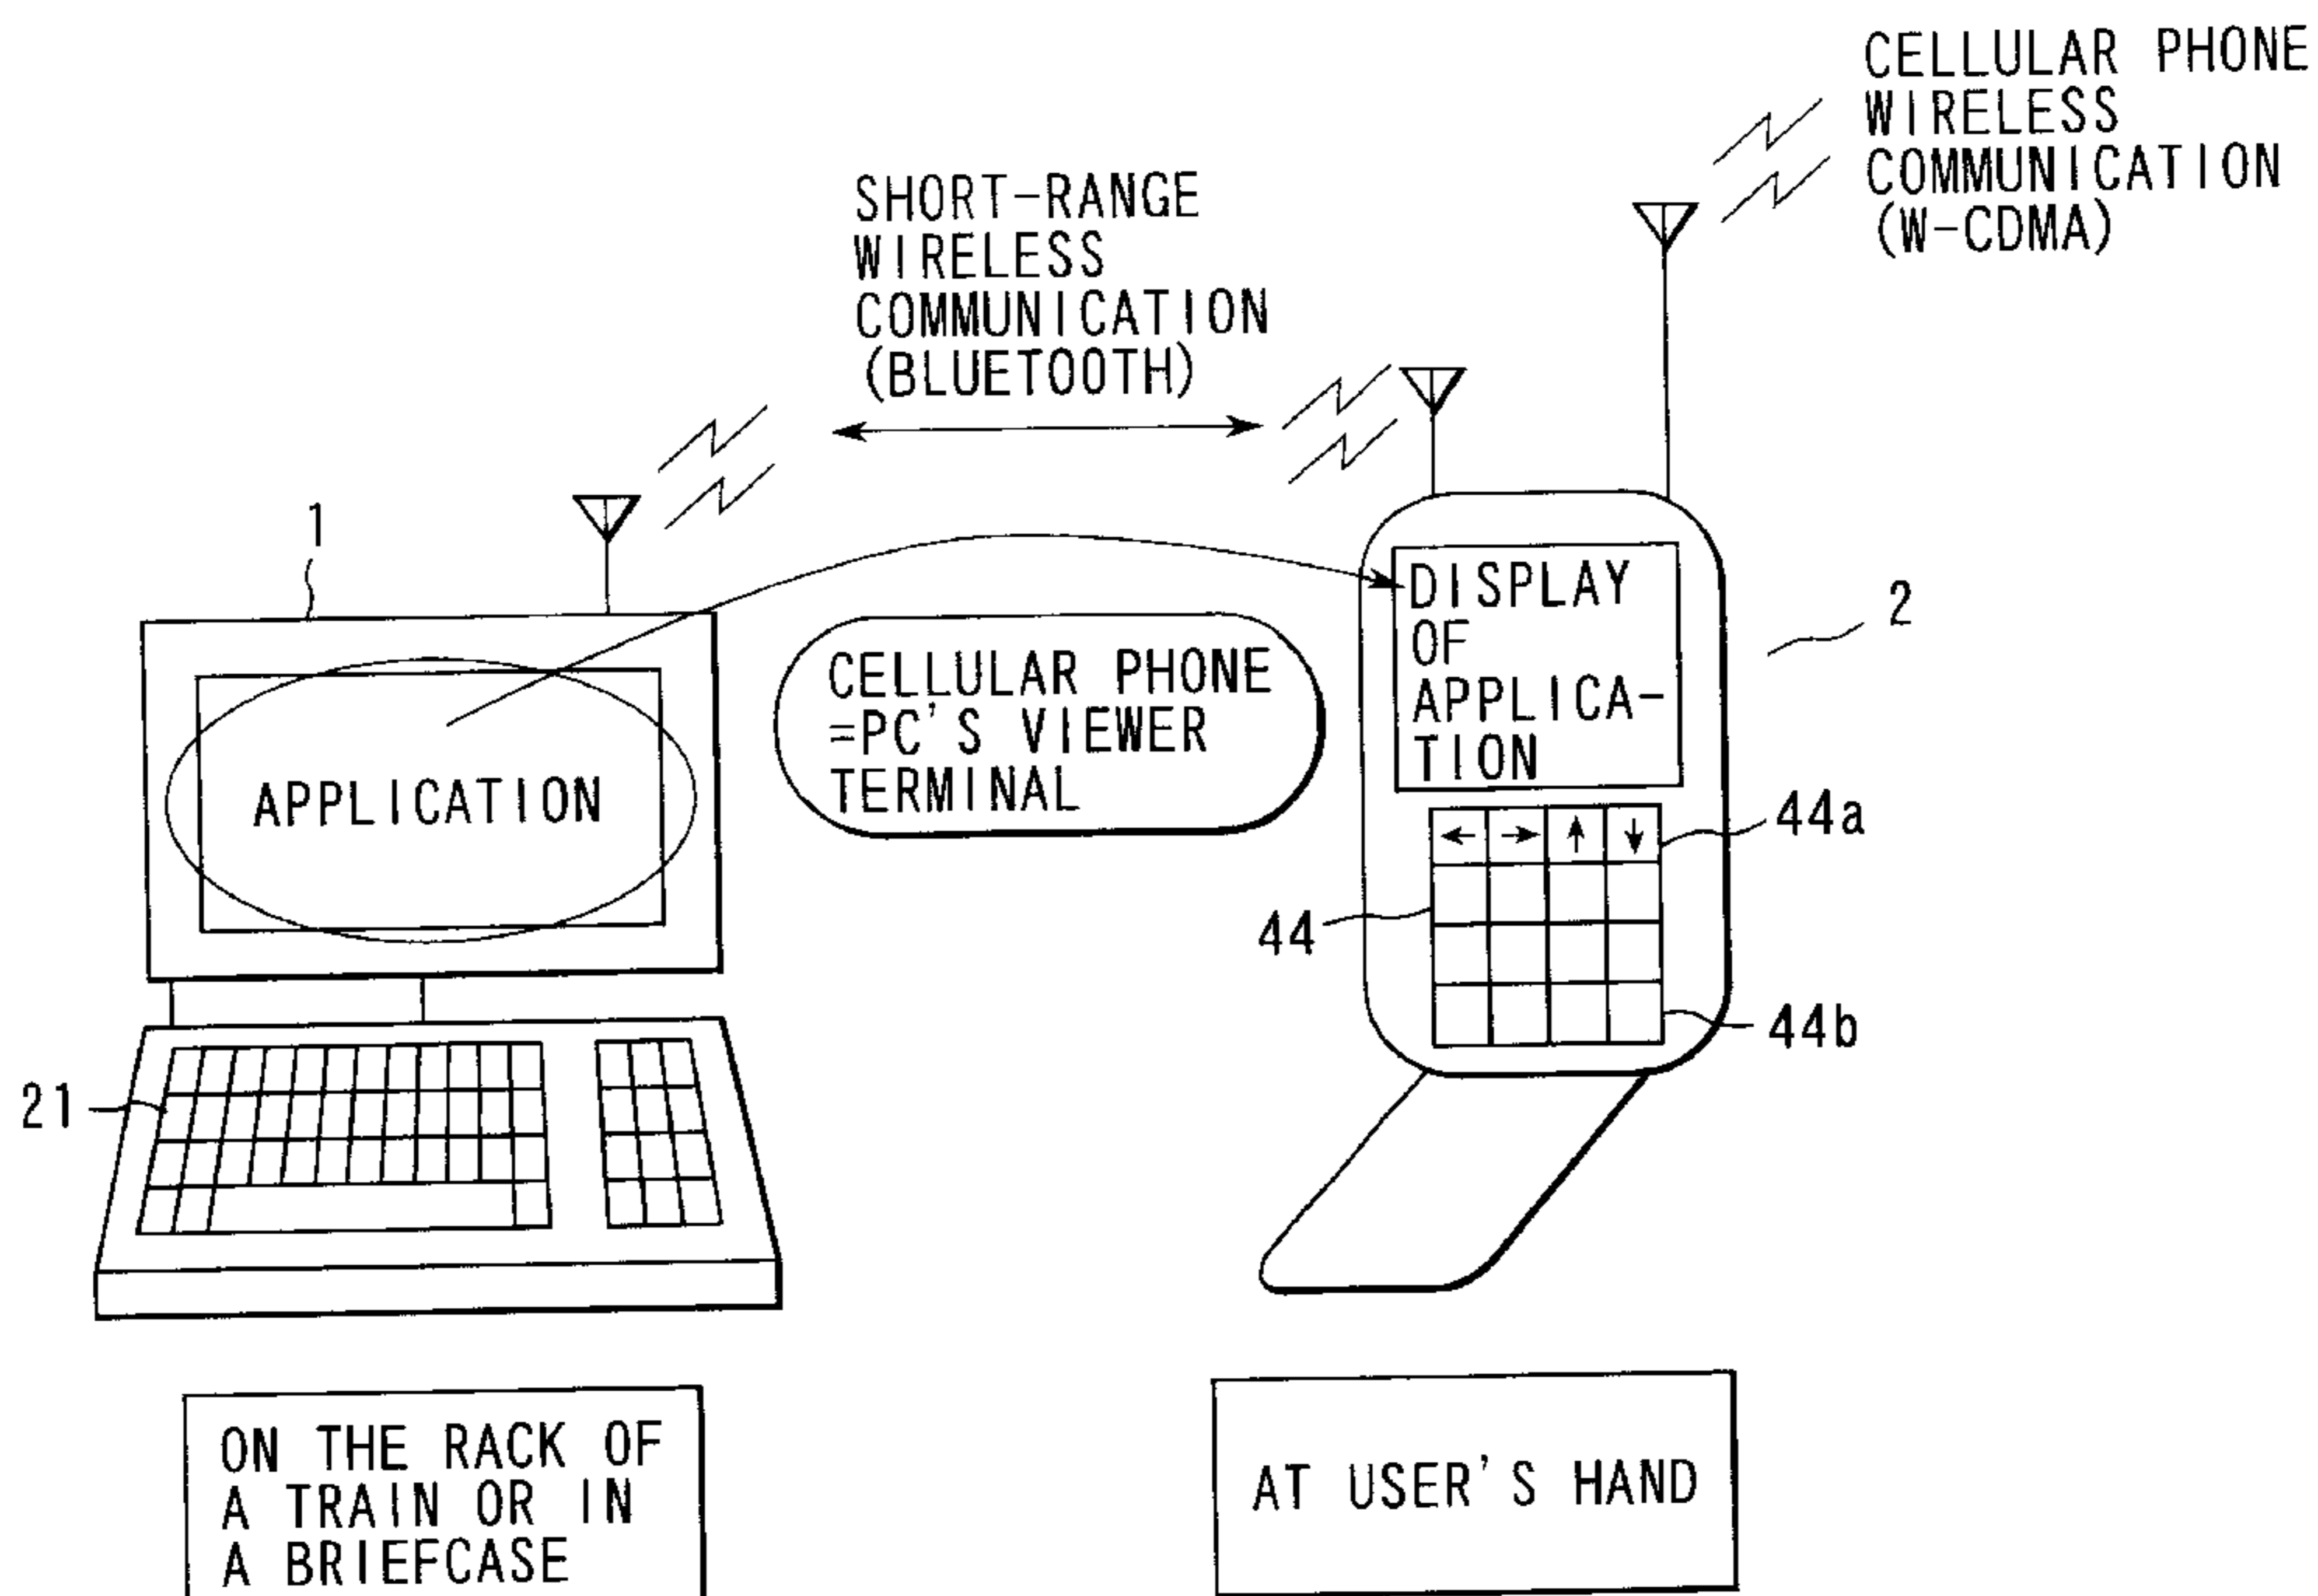 CELLULAR PHONE
WIRELESS
COMMUNICATION
(W-CDMA)
SHORT-RANGE
WIRELESS
COMMUNICATION
(BLUETOOTH)
1
DISPLAY
OF
APPLICA-
TION
2
CELLULAR PHONE
=PC'S VIEWER
TERMINAL
APPLICATION
44a
44
44b
21
ON THE RACK OF
A TRAIN OR IN
A BRIEFCASE
AT USER'S HAND